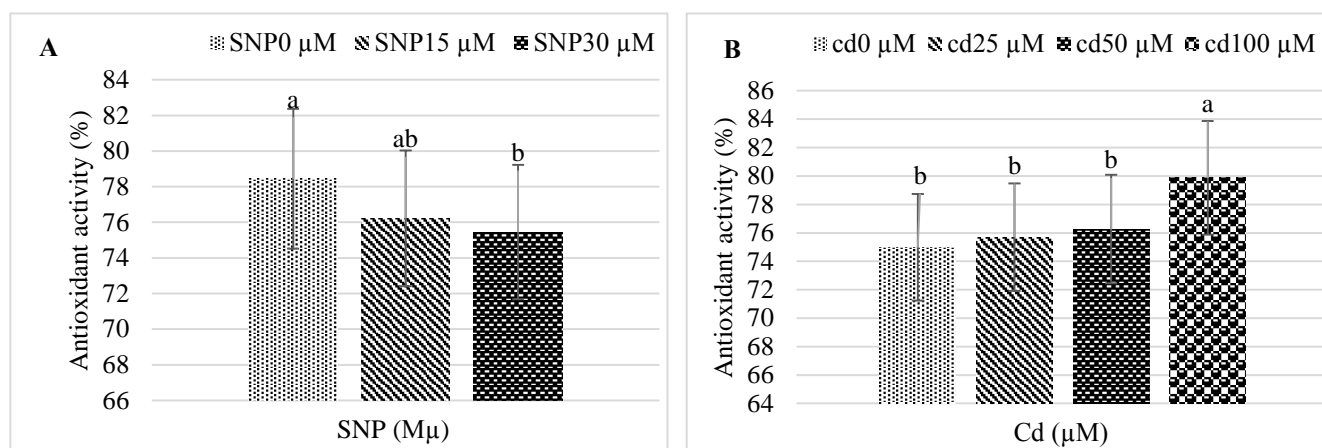 A
SNP0 µM SNP15 µM SNP30 µM
84
82
80
78
76
74
72
70
68
66
Antioxidant activity (%)
a
ab
b
SNP (Mµ)
B
cd0 µM cd25 µM cd50 µM cd100 µM
86
84
82
80
78
76
74
72
70
68
66
64
Antioxidant activity (%)
b
b
b
a
Cd (µM)